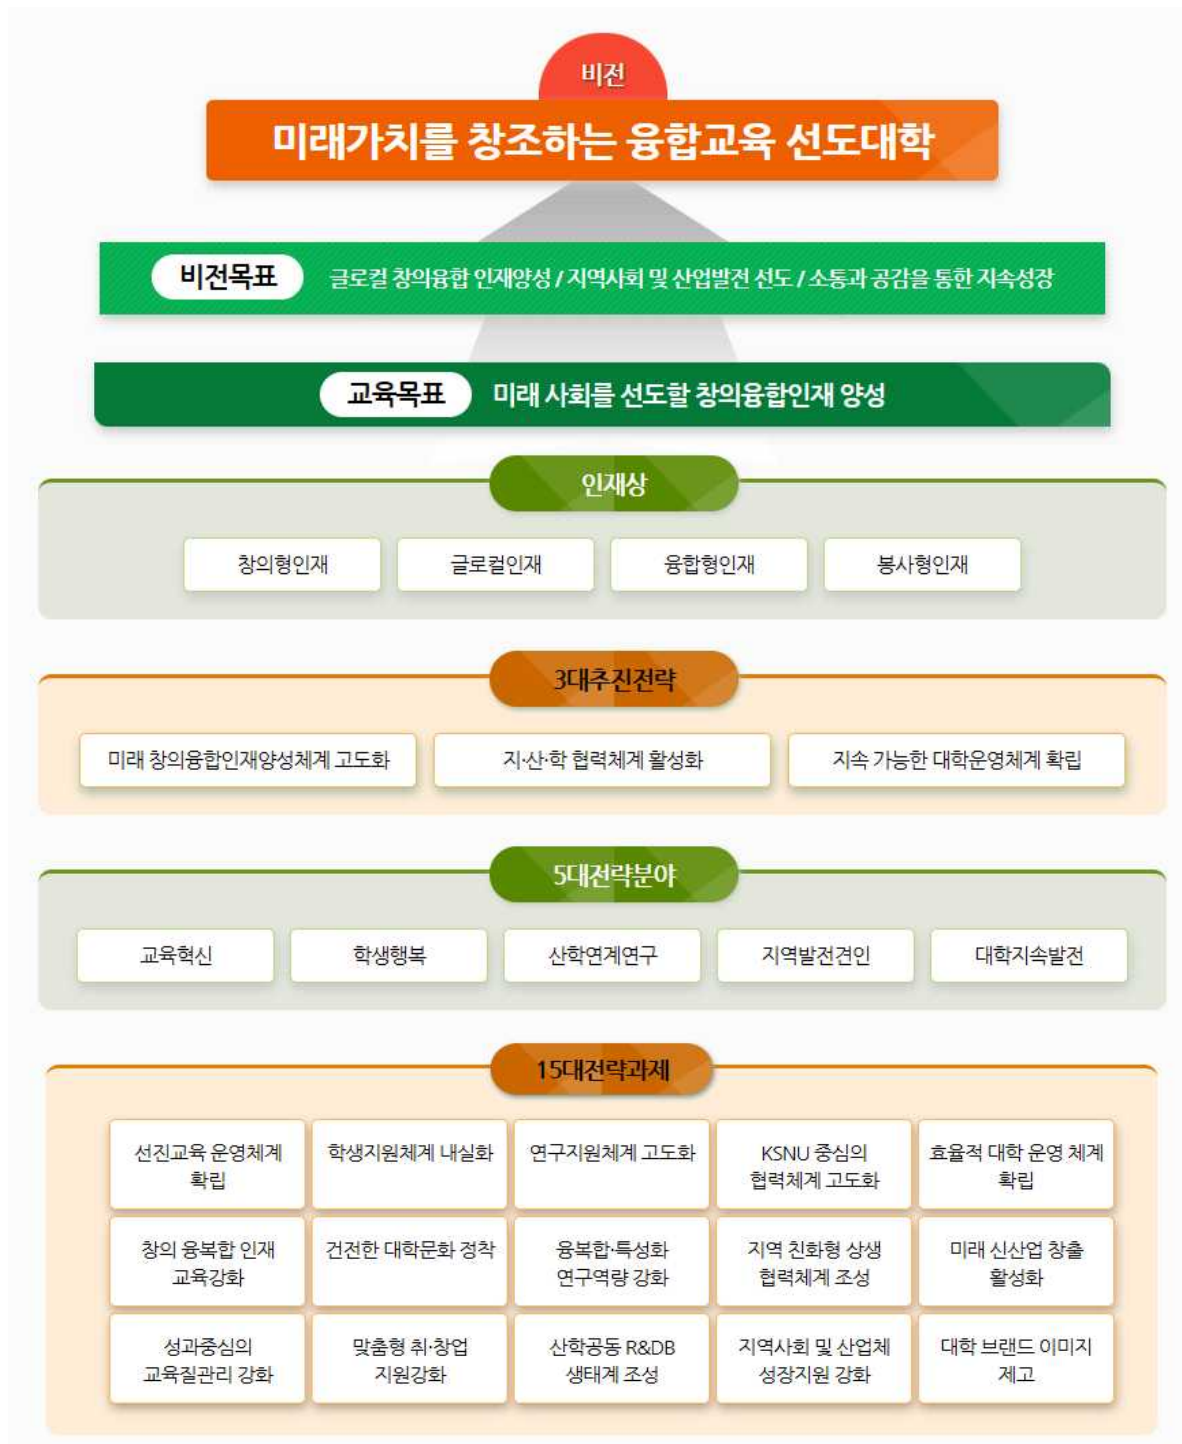 비전
미래가치를 창조하는 융합교육 선도대학
비전목표 글로컬 창의융합 인재양성 / 지역사회 및 산업발전 선도 / 소통과 공감을 통한 지속성장
교육목표 미래 사회를 선도할 창의융합인재 양성
인재상
창의형인재 글로컬인재 융합형인재 봉사형인재
3대추진전략
미래 창의융합인재양성체계 고도화 지·산·학 협력체계 활성화 지속 가능한 대학운영체계 확립
5대전략분야
교육혁신 학생행복 산학연계연구 지역발전견인 대학지속발전
15대전략과제
선진교육 운영체계
확립
학생지원체계 내실화
연구지원체계 고도화
KSNU 중심의
협력체계 고도화
효율적 대학 운영 체계
확립
창의 융복합 인재
교육강화
건전한 대학문화 정착
융복합·특성화
연구역량 강화
지역 친화형 상생
협력체계 조성
미래 신산업 창출
활성화
성과중심의
교육질관리 강화
맞춤형 취·창업
지원강화
산학공동 R&DB
생태계 조성
지역사회 및 산업체
성장지원 강화
대학 브랜드 이미지
제고